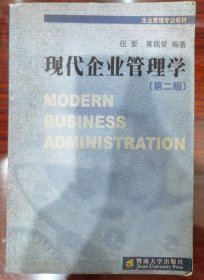 企业管理专业教材
伍爱 黄瑞荣 编著
现代企业管理学
(第二版)
MODERN
BUSINESS
ADMINISTRATION
暨南大学出版社
Jinan University Press